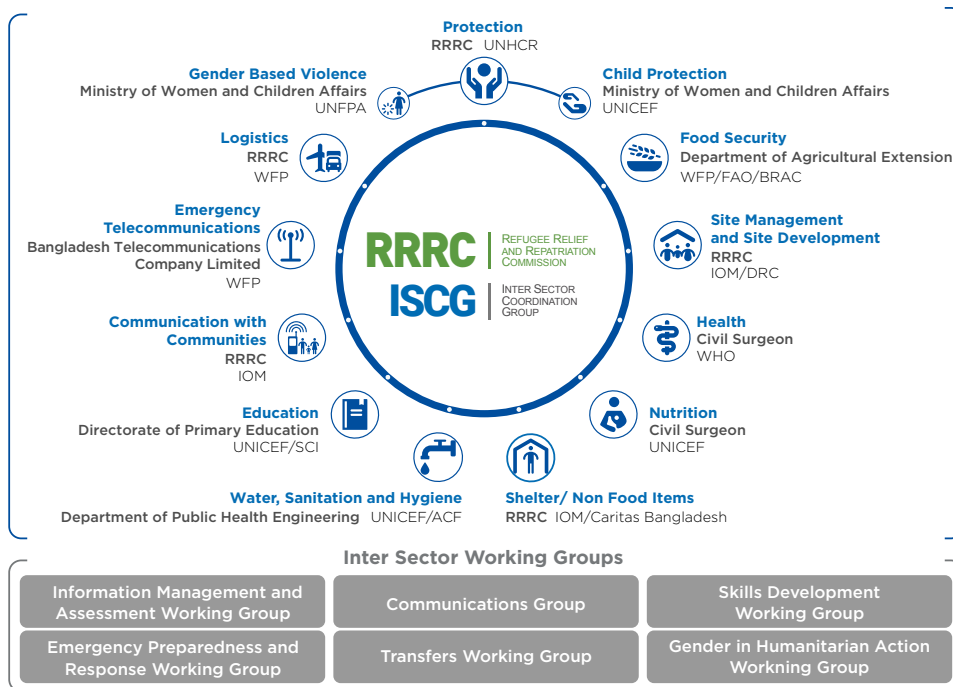 Protection
RRRC UNHCR
Gender Based Violence
Ministry of Women and Children Affairs
UNFPA
Child Protection
Ministry of Women and Children Affairs
UNICEF
Logistics
RRRC
WFP
Food Security
Department of Agricultural Extension
WFP/FAO/BRAC
Emergency
Telecommunications
Bangladesh Telecommunications
Company Limited
WFP
Site Management
and Site Development
RRRC
IOM/DRC
RRRC
REFUGEE RELIEF
AND REPATRIATION
COMMISSION
ISCG
INTER SECTOR
COORDINATION
GROUP
Communication with
Communities
RRRC
IOM
Health
Civil Surgeon
WHO
Education
Directorate of Primary Education
UNICEF/SCI
Nutrition
Civil Surgeon
UNICEF
Water, Sanitation and Hygiene
Department of Public Health Engineering UNICEF/ACF
Shelter/ Non Food Items
RRRC IOM/Caritas Bangladesh
Inter Sector Working Groups
Information Management and
Assessment Working Group
Communications Group
Skills Development
Working Group
Emergency Preparedness and
Response Working Group
Transfers Working Group
Gender in Humanitarian Action
Workning Group